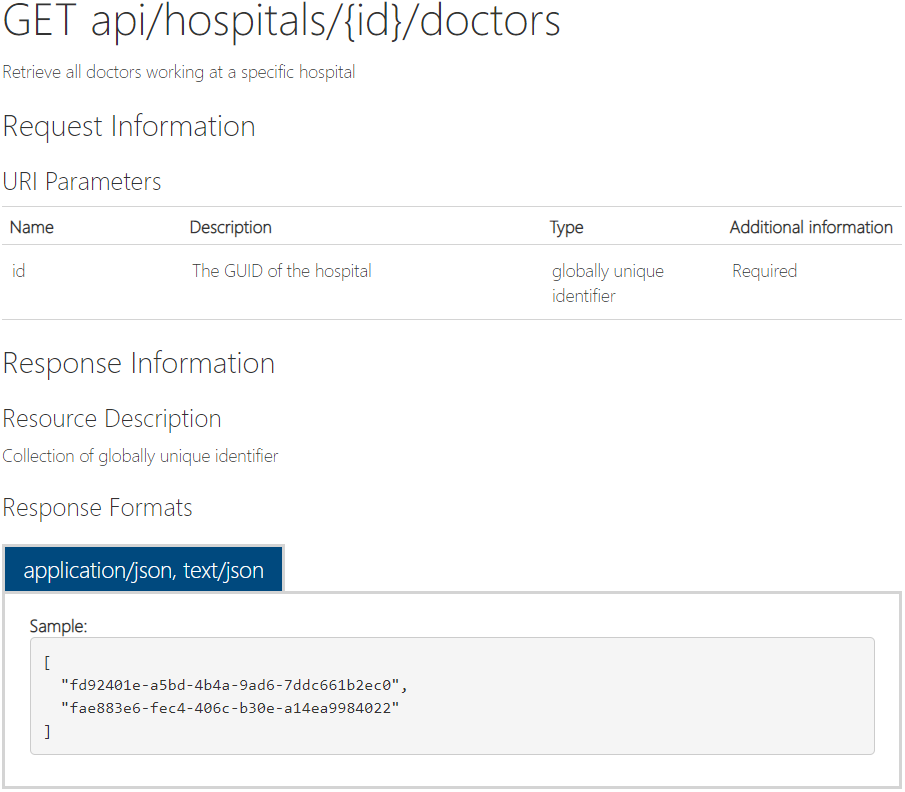 GET api/hospitals/{id}/doctors
Retrieve all doctors working at a specific hospital
Request Information
URI Parameters
Name Description Type Additional information
id The GUID of the hospital globally unique identifier Required
Response Information
Resource Description
Collection of globally unique identifier
Response Formats
application/json, text/json
Sample:
[
"fd92401e-a5bd-4b4a-9ad6-7ddc661b2ec0",
"fae883e6-fec4-406c-b30e-a14ea9984022"
]